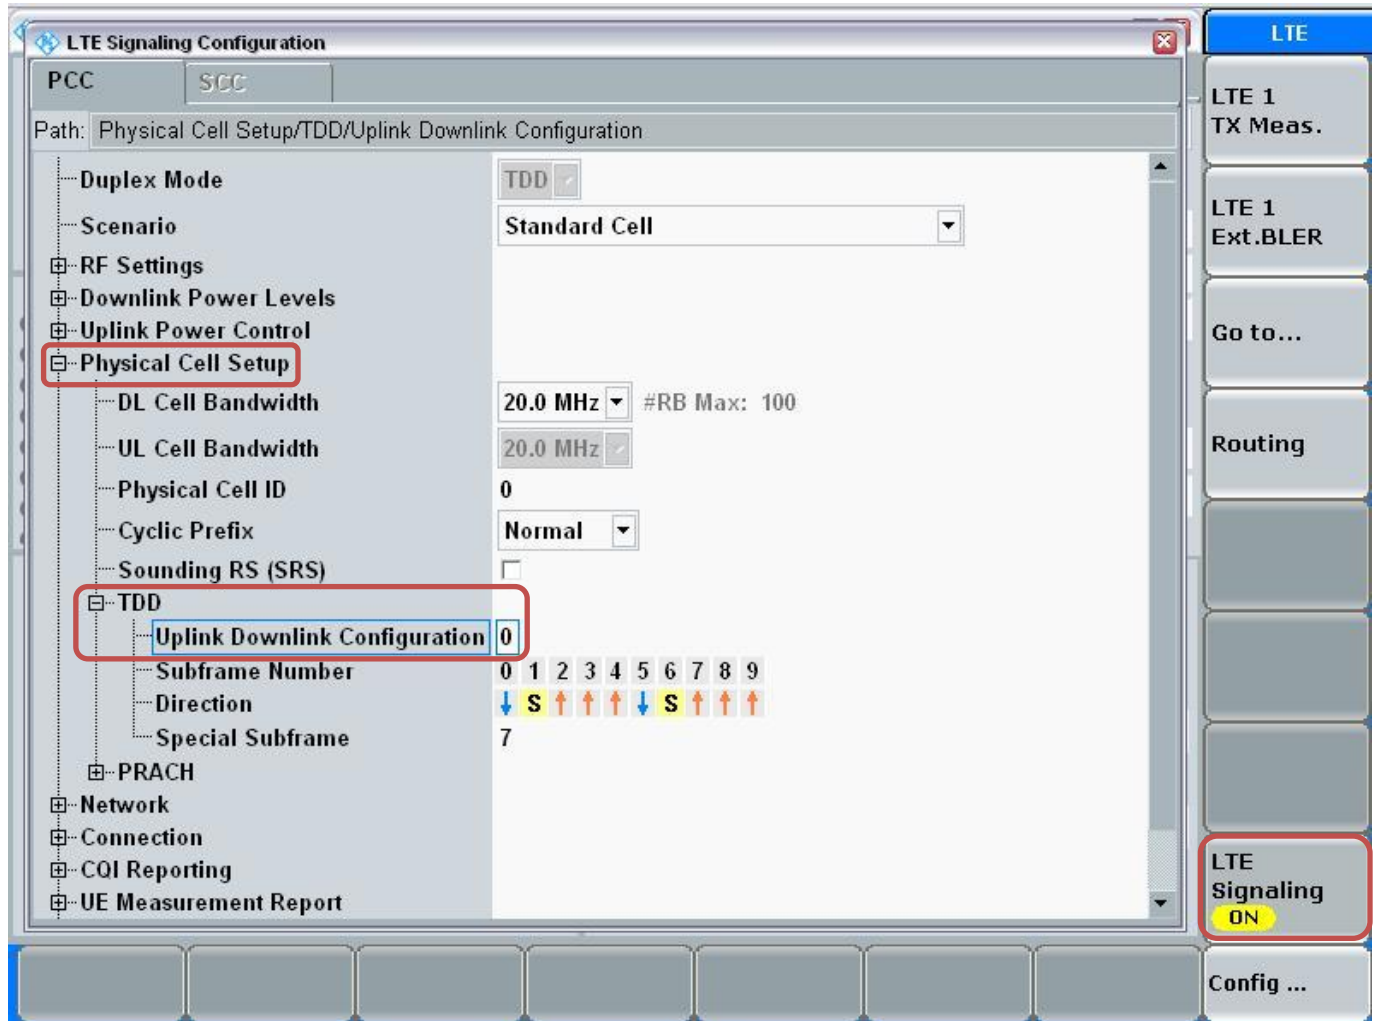 LTE Signaling Configuration
PCC
SCC
Path: Physical Cell Setup/TDD/Uplink Downlink Configuration
Duplex Mode TDD
Scenario Standard Cell
RF Settings
Downlink Power Levels
Uplink Power Control
Physical Cell Setup
DL Cell Bandwidth 20.0 MHz #RB Max: 100
UL Cell Bandwidth 20.0 MHz
Physical Cell ID 0
Cyclic Prefix Normal
Sounding RS (SRS)
TDD
Uplink Downlink Configuration 0
Subframe Number 0 1 2 3 4 5 6 7 8 9
Direction ↓ S ↑ ↑ ↑ ↓ S ↑ ↑ ↑
Special Subframe 7
PRACH
Network
Connection
CQI Reporting
UE Measurement Report
LTE
LTE 1
TX Meas.
LTE 1
Ext.BLER
Go to...
Routing
LTE
Signaling
ON
Config ...